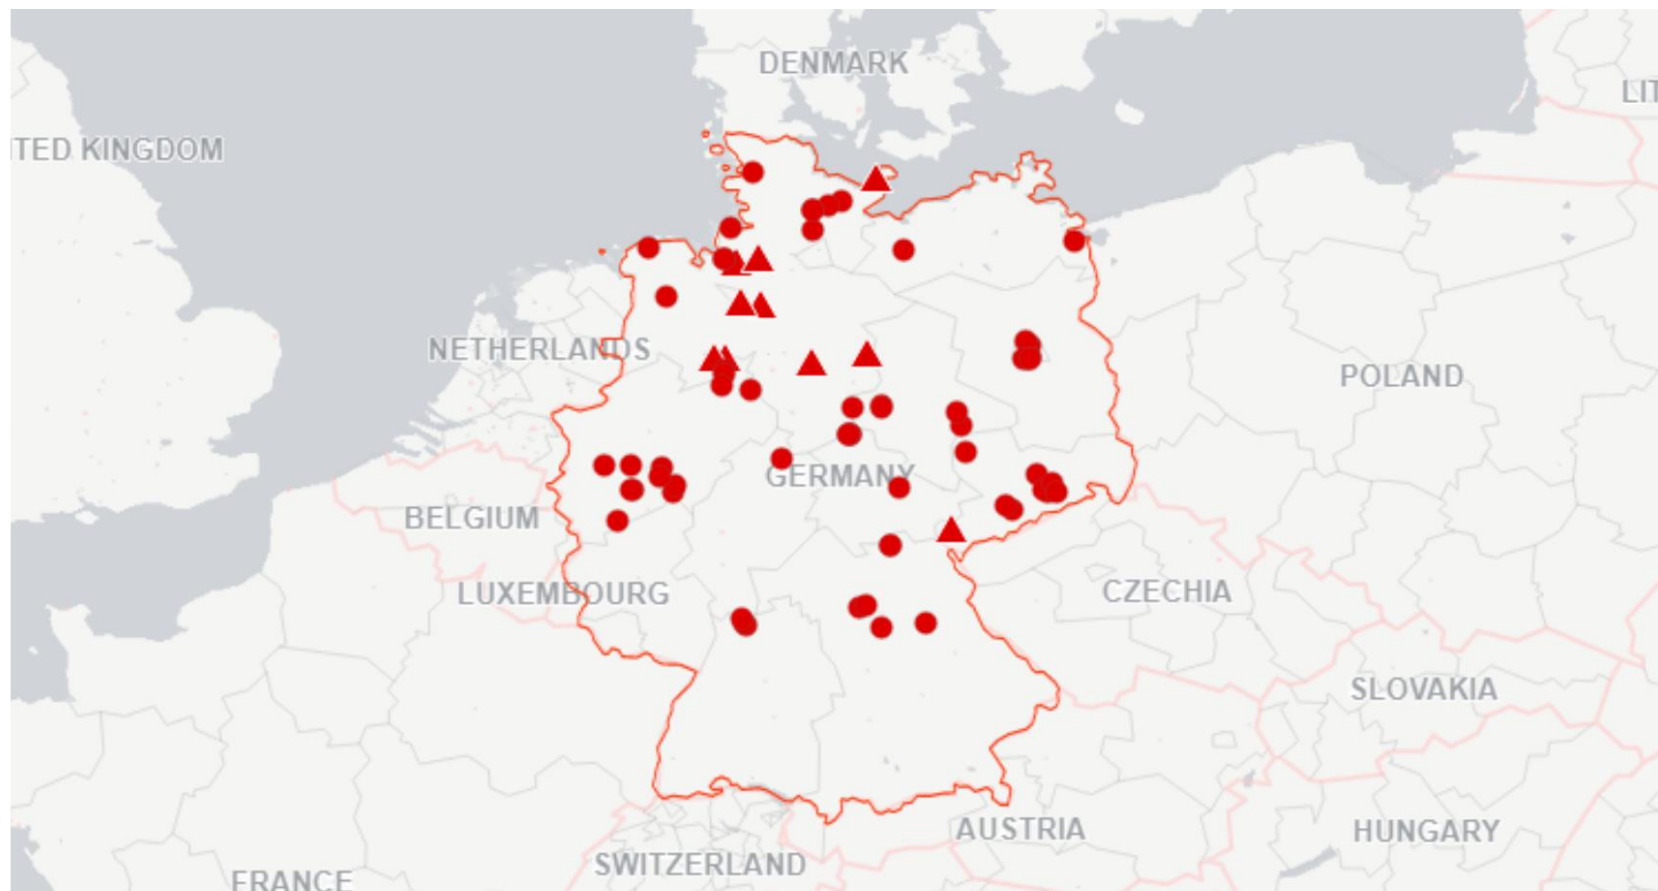 DENMARK
LIT
TED KINGDOM
NETHERLANDS
POLAND
GERMANY
BELGIUM
LUXEMBOURG
CZECHIA
SLOVAKIA
AUSTRIA
HUNGARY
SWITZERLAND
FRANCE